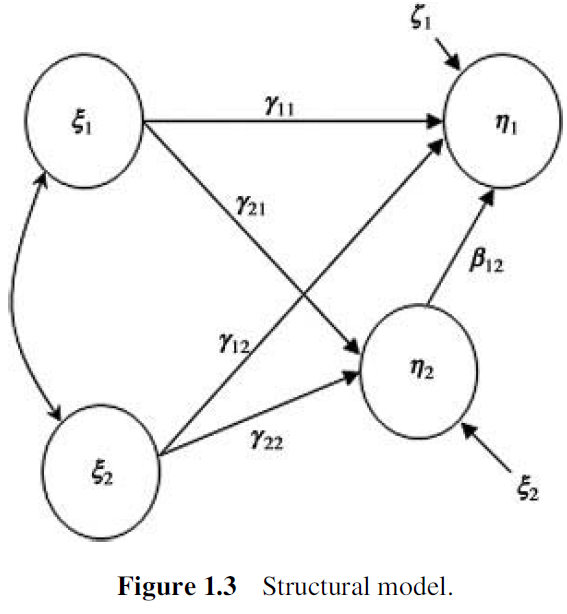 ζ₁
ξ₁
γ₁₁
η₁
γ₂₁
β₁₂
γ₁₂
η₂
γ₂₂
ξ₂
ξ₂
Figure 1.3 Structural model.